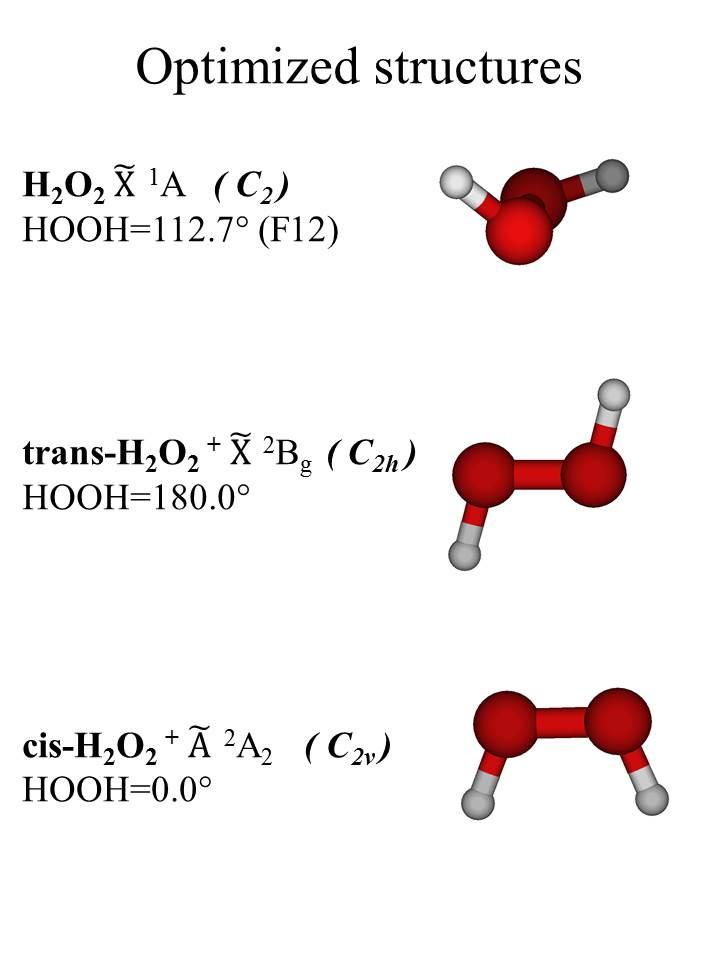 Optimized structures
H₂O₂ X̃ ¹A (C₂)
HOOH=112.7° (F12)
trans-H₂O₂⁺ X̃ ²B_g (C₂ₕ)
HOOH=180.0°
cis-H₂O₂⁺ Ã ²A₂ (C₂ᵥ)
HOOH=0.0°